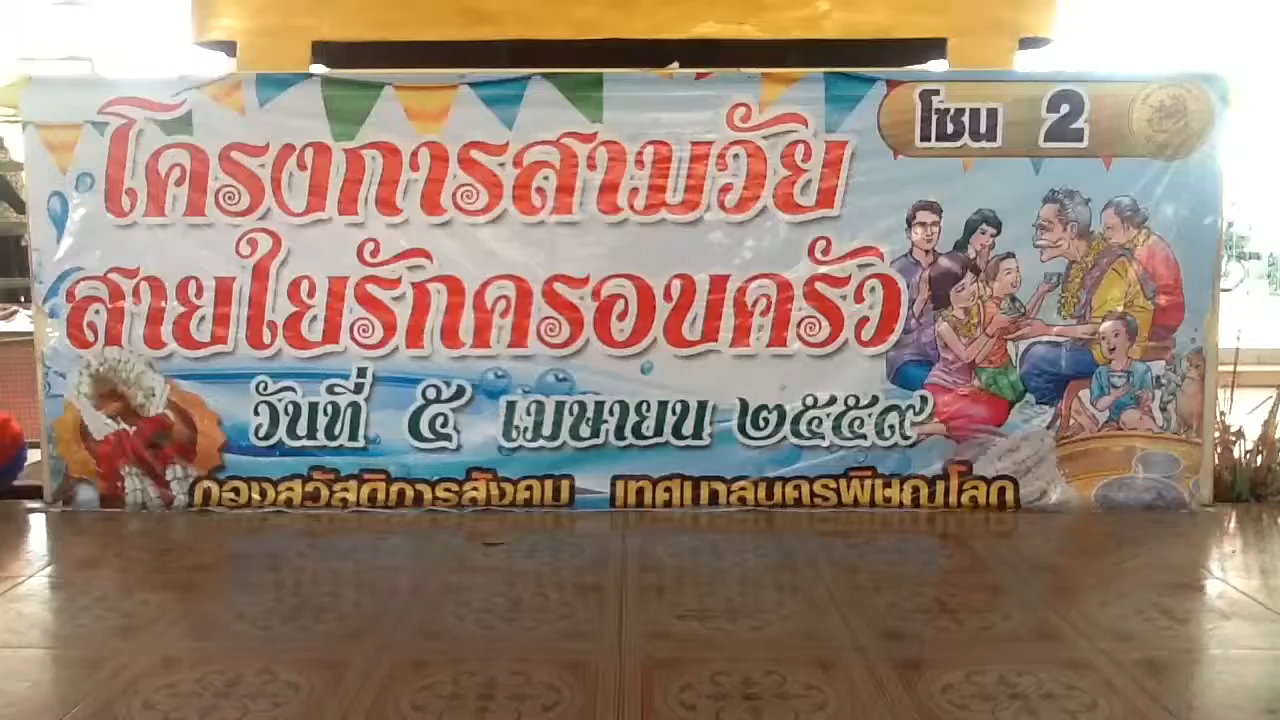 โซน 2
โครงการสามวัย
สายใยรักครอบครัว
วันที่ ๕ เมษายน ๒๕๕๙
กองสวัสดิการสังคม เทศบาลนครพิษณุโลก